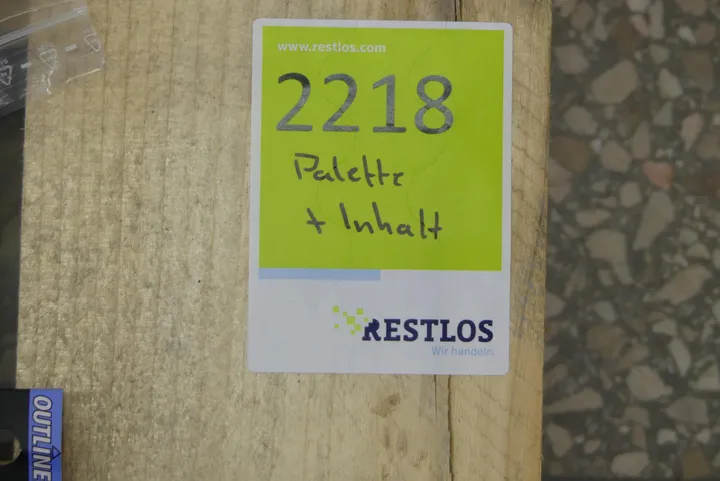 www.restlos.com
2218
Palette
+ Inhalt
RESTLOS
Wir handeln.
OUTLINE